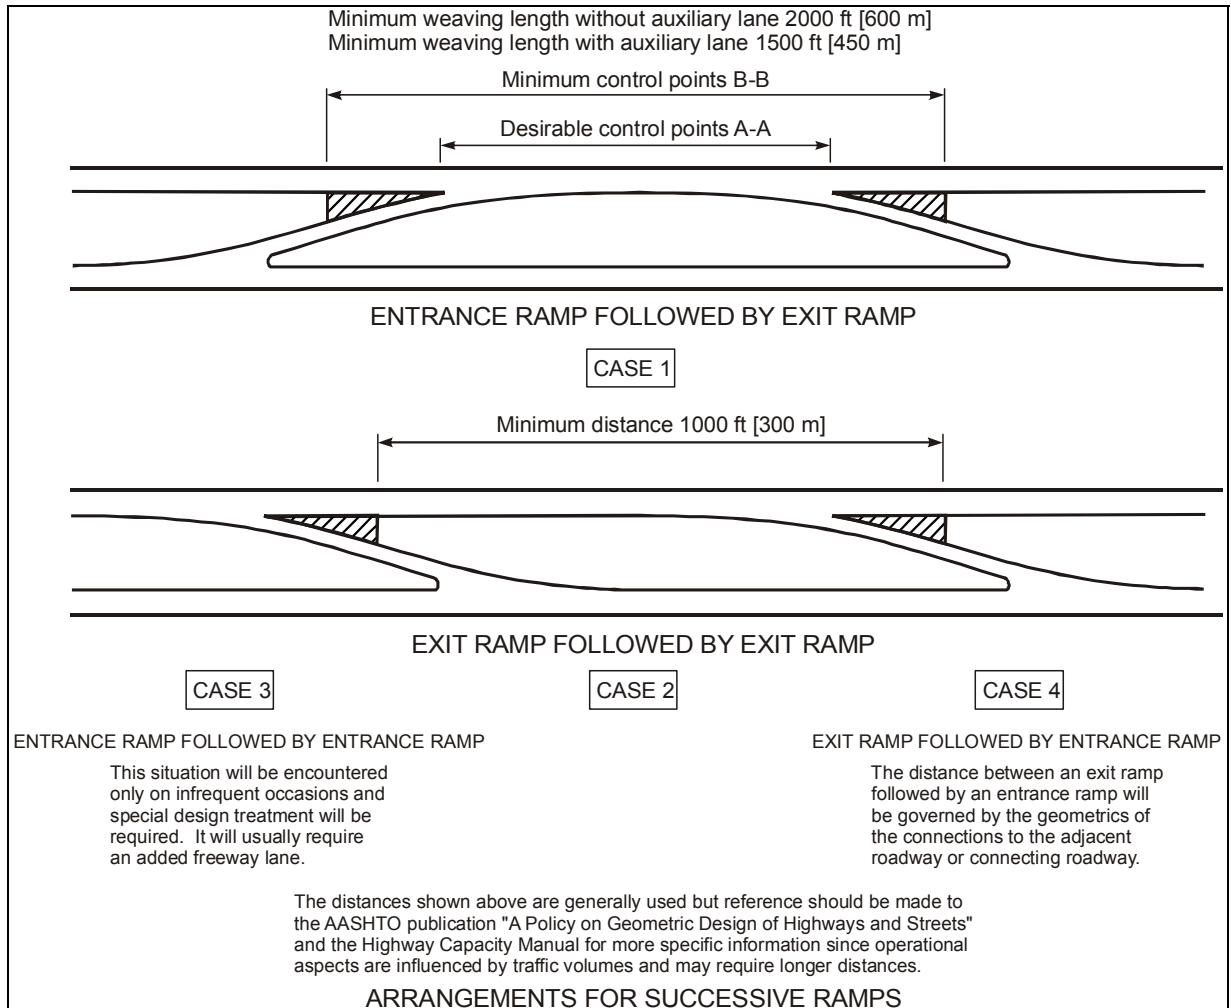 Minimum weaving length without auxiliary lane 2000 ft [600 m]
Minimum weaving length with auxiliary lane 1500 ft [450 m]
Minimum control points B-B
Desirable control points A-A
ENTRANCE RAMP FOLLOWED BY EXIT RAMP
CASE 1
Minimum distance 1000 ft [300 m]
EXIT RAMP FOLLOWED BY EXIT RAMP
CASE 3
CASE 2
CASE 4
ENTRANCE RAMP FOLLOWED BY ENTRANCE RAMP
This situation will be encountered
only on infrequent occasions and
special design treatment will be
required. It will usually require
an added freeway lane.
EXIT RAMP FOLLOWED BY ENTRANCE RAMP
The distance between an exit ramp
followed by an entrance ramp will
be governed by the geometrics of
the connections to the adjacent
roadway or connecting roadway.
The distances shown above are generally used but reference should be made to
the AASHTO publication "A Policy on Geometric Design of Highways and Streets"
and the Highway Capacity Manual for more specific information since operational
aspects are influenced by traffic volumes and may require longer distances.
ARRANGEMENTS FOR SUCCESSIVE RAMPS